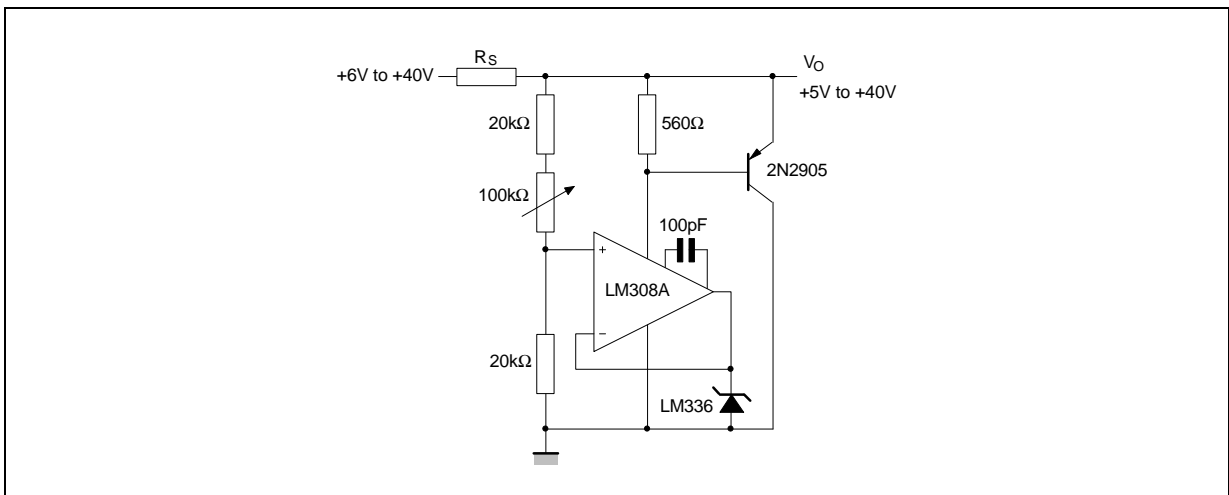 +6V to +40V
RS
VO
+5V to +40V
20kΩ
560Ω
2N2905
100kΩ
100pF
+
LM308A
−
20kΩ
LM336